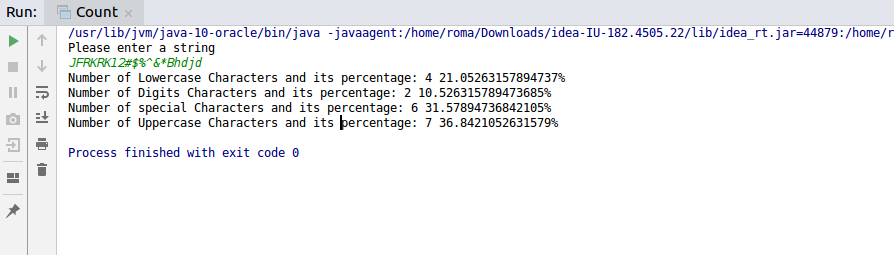 Run: Count ×
/usr/lib/jvm/java-10-oracle/bin/java -javaagent:/home/roma/Downloads/idea-IU-182.4505.22/lib/idea_rt.jar=44879:/home/r
Please enter a string
JFRKRK12#$%^&*Bhdjd
Number of Lowercase Characters and its percentage: 4 21.05263157894737%
Number of Digits Characters and its percentage: 2 10.526315789473685%
Number of special Characters and its percentage: 6 31.57894736842105%
Number of Uppercase Characters and its percentage: 7 36.8421052631579%
Process finished with exit code 0